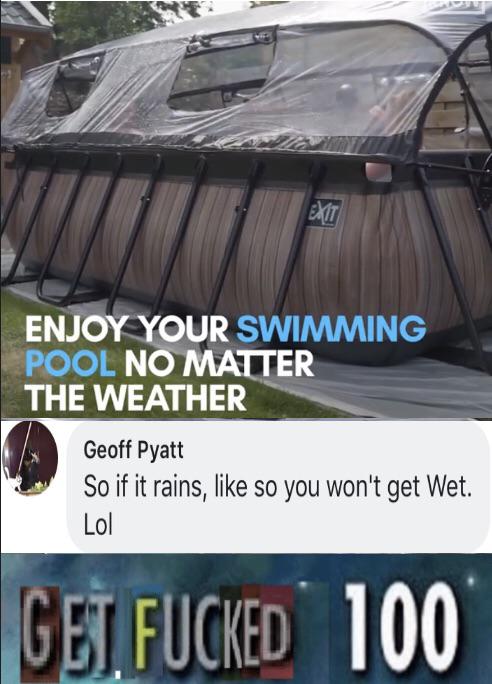 KNOW
EXIT
ENJOY YOUR SWIMMING
POOL NO MATTER
THE WEATHER
Geoff Pyatt
So if it rains, like so you won't get Wet.
Lol
GET FUCKED 100